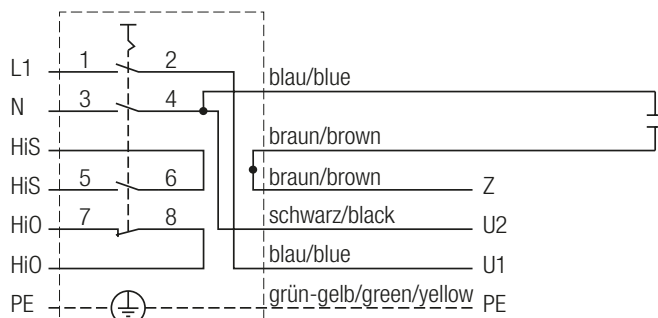 L1 1 2
blau/blue
N 3 4
HiS
braun/brown
HiS 5 6
braun/brown Z
HiO 7 8
schwarz/black U2
HiO
blau/blue U1
PE
grün-gelb/green/yellow PE